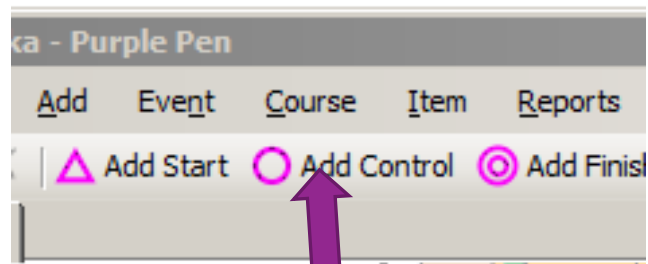 ka - Purple Pen
Add Event Course Item Reports
Add Start Add Control Add Finish